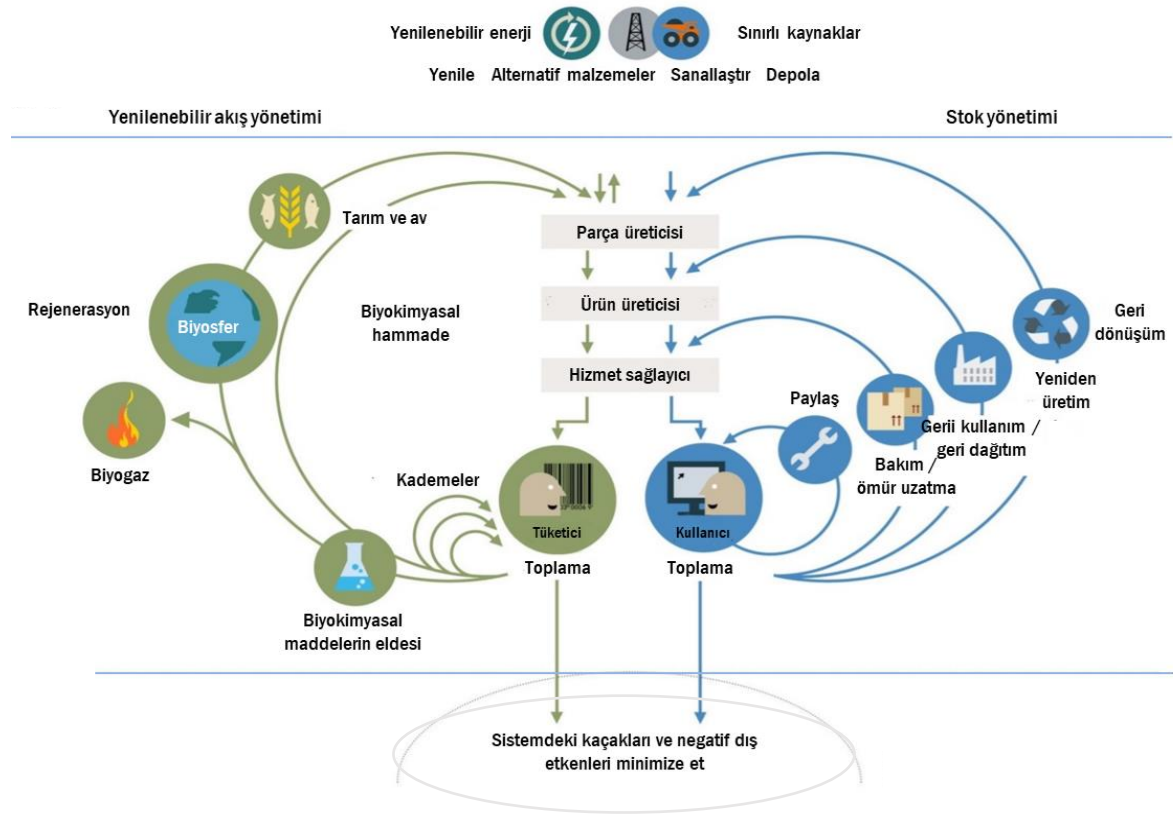 Yenilenebilir enerji
Sınırlı kaynaklar
Yenile Alternatif malzemeler Sanallaştır Depola
Yenilenebilir akış yönetimi
Stok yönetimi
Tarım ve av
Parça üreticisi
Rejenerasyon
Biyosfer
Biyokimyasal
hammade
Ürün üreticisi
Geri
dönüşüm
Hizmet sağlayıcı
Yeniden
üretim
Paylaş
Gerii kullanım /
geri dağıtım
Bakım /
ömür uzatma
Biyogaz
Kademeler
Tüketici
Kullanıcı
Toplama
Toplama
Biyokimyasal
maddelerin eldesi
Sistemdeki kaçakları ve negatif dış
etkenleri minimize et